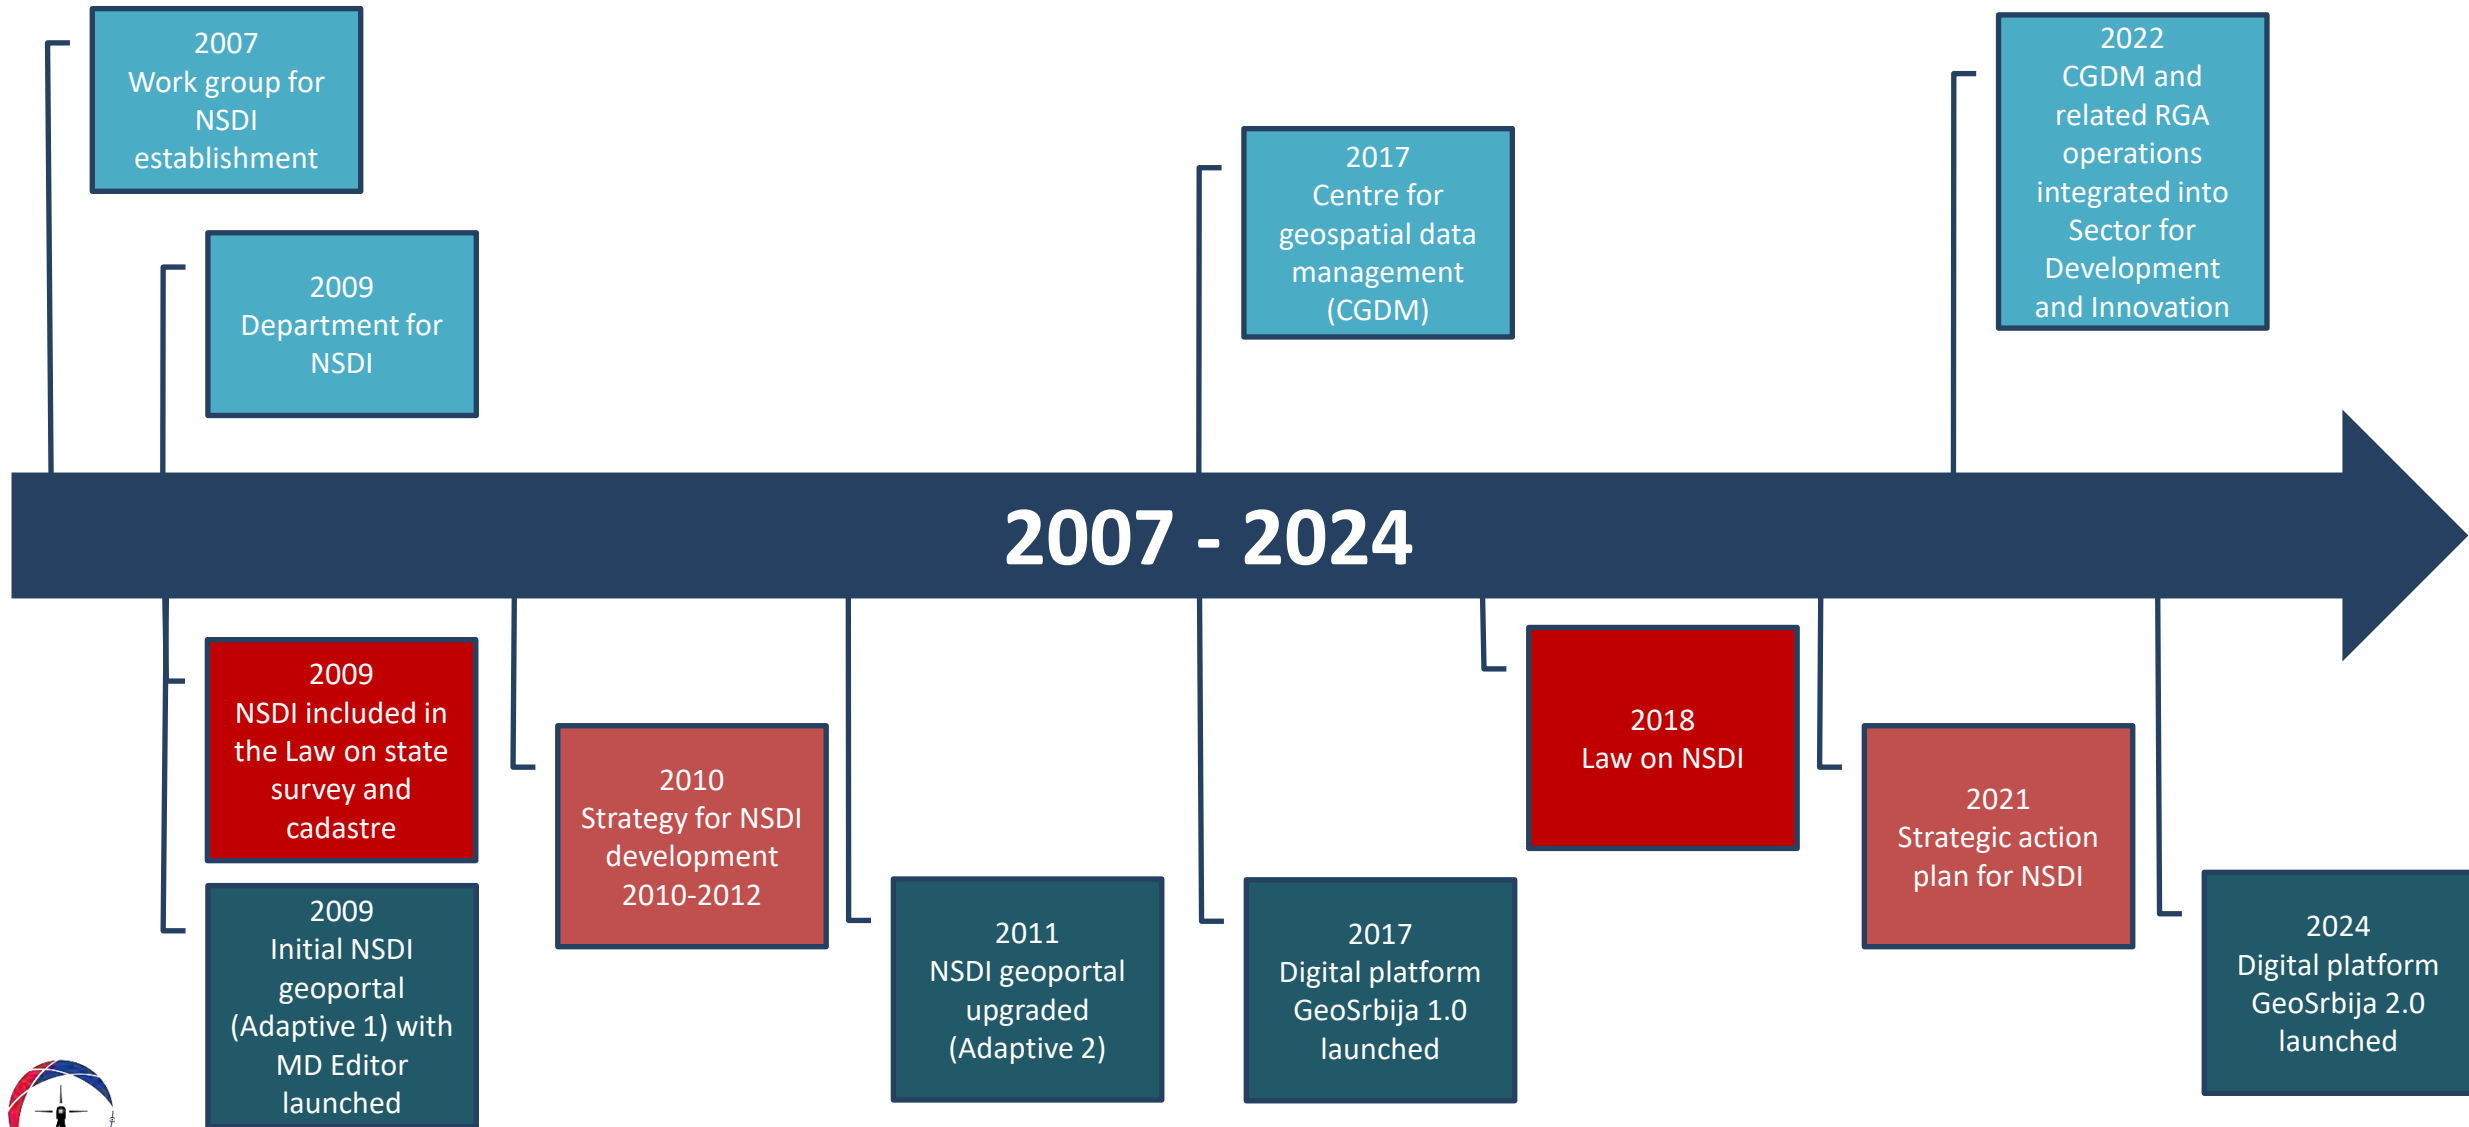 2007
Work group for
NSDI
establishment
2009
Department for
NSDI
2017
Centre for
geospatial data
management
(CGDM)
2022
CGDM and
related RGA
operations
integrated into
Sector for
Development
and Innovation
2007 - 2024
2009
NSDI included in
the Law on state
survey and
cadastre
2009
Initial NSDI
geoportal
(Adaptive 1) with
MD Editor
launched
2010
Strategy for NSDI
development
2010-2012
2011
NSDI geoportal
upgraded
(Adaptive 2)
2017
Digital platform
GeoSrbija 1.0
launched
2018
Law on NSDI
2021
Strategic action
plan for NSDI
2024
Digital platform
GeoSrbija 2.0
launched